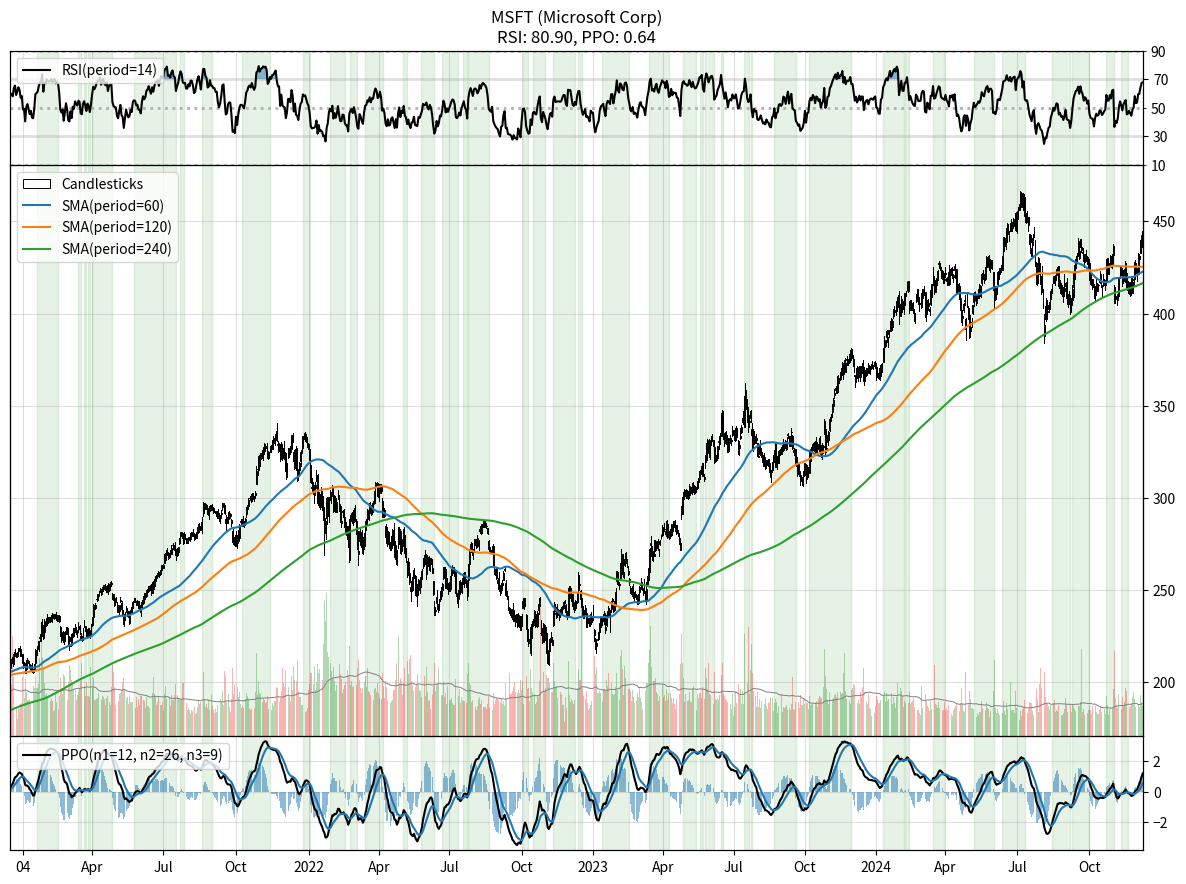 MSFT (Microsoft Corp)
RSI: 80.90, PPO: 0.64
RSI(period=14)
90
70
50
30
10
Candlesticks
SMA(period=60)
SMA(period=120)
SMA(period=240)
450
400
350
300
250
200
PPO(n1=12, n2=26, n3=9)
2
0
−2
04 Apr Jul Oct 2022 Apr Jul Oct 2023 Apr Jul Oct 2024 Apr Jul Oct